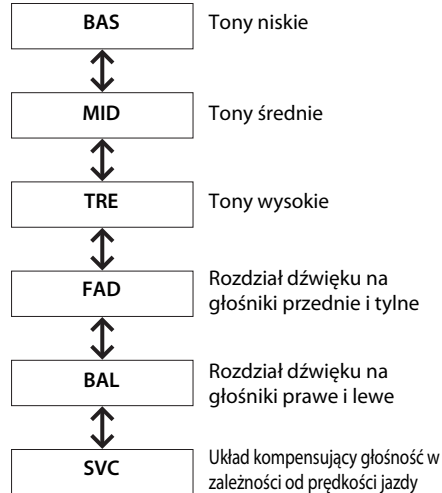 BAS Tony niskie
MID Tony średnie
TRE Tony wysokie
FAD Rozdział dźwięku na
głośniki przednie i tylne
BAL Rozdział dźwięku na
głośniki prawe i lewe
SVC Układ kompensujący głośność w
zależności od prędkości jazdy